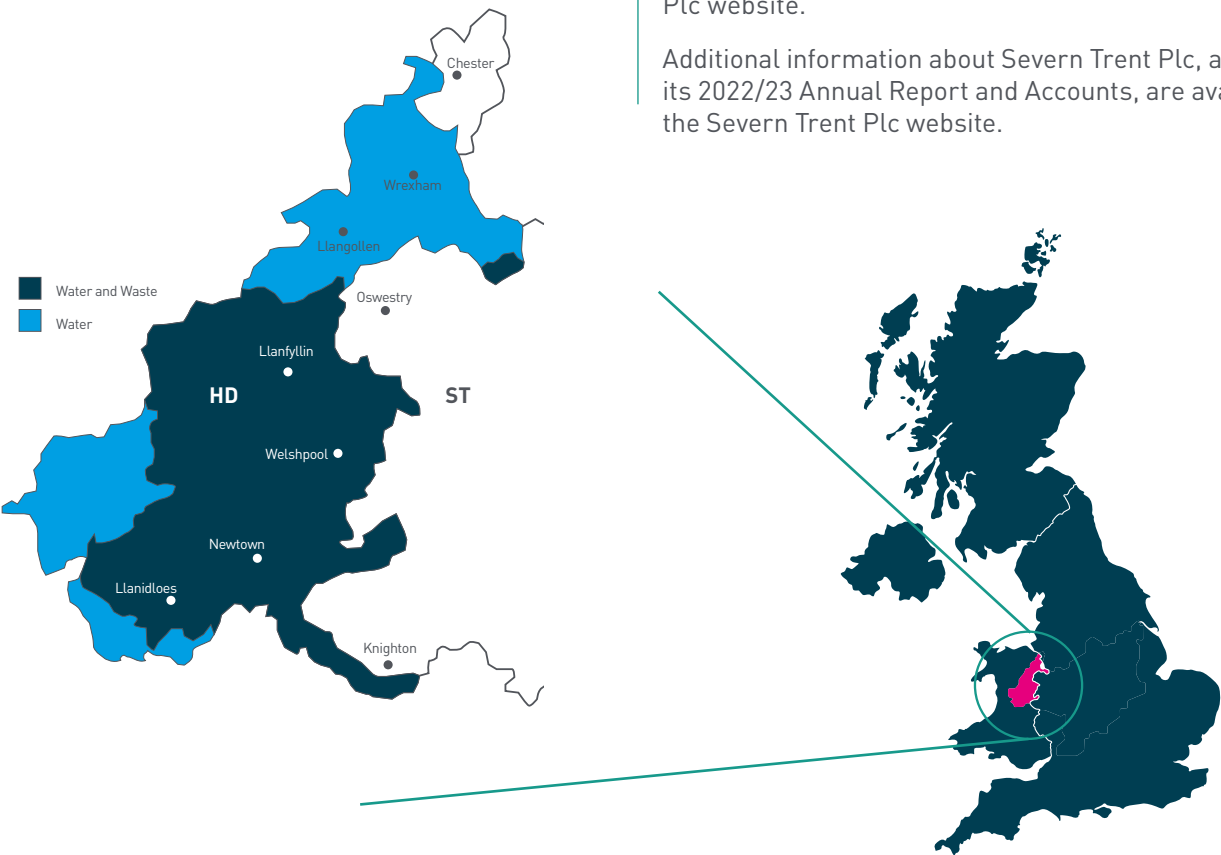 Plc website.
Additional information about Severn Trent Plc, a
its 2022/23 Annual Report and Accounts, are ava
the Severn Trent Plc website.
Chester
Wrexham
Llangollen
Water and Waste
Water
Oswestry
Llanfyllin
HD
ST
Welshpool
Newtown
Llanidloes
Knighton